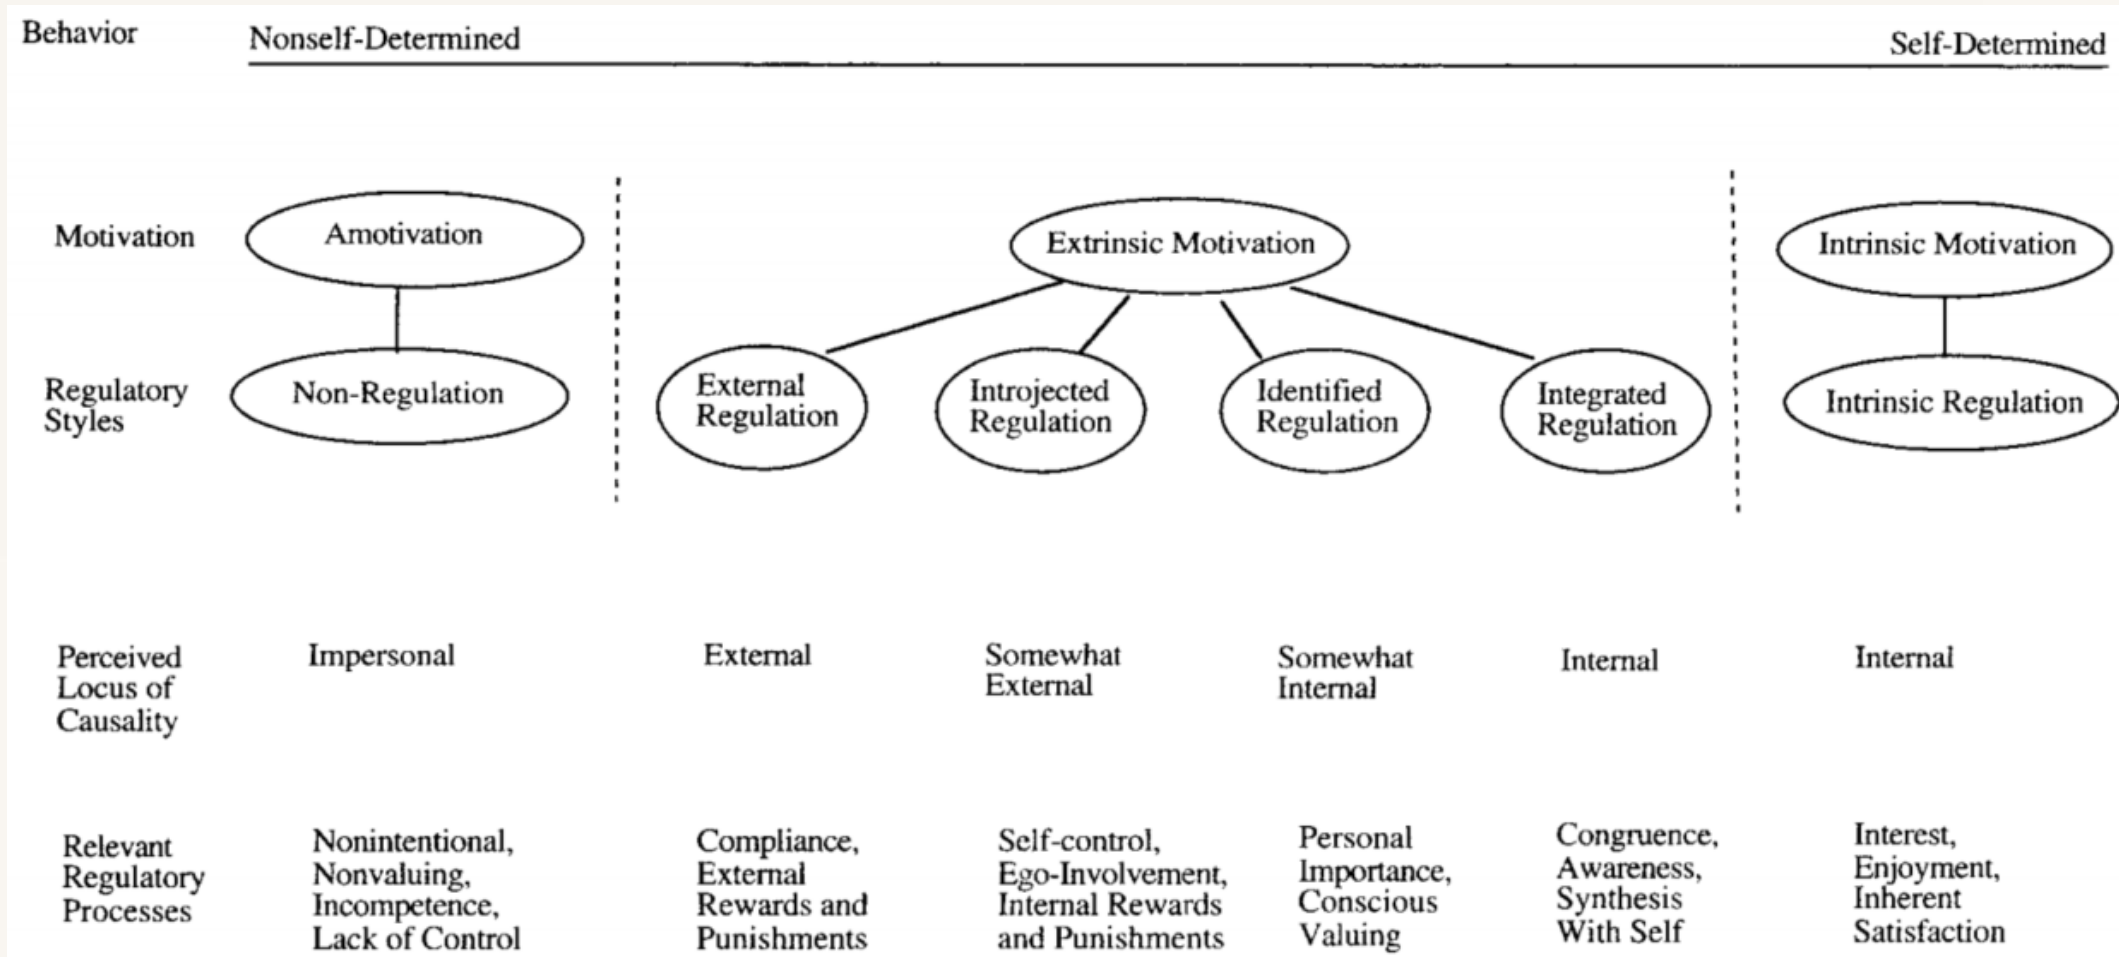 Behavior
Nonself-Determined
Self-Determined
Motivation
Amotivation
Extrinsic Motivation
Intrinsic Motivation
Regulatory
Styles
Non-Regulation
External
Regulation
Introjected
Regulation
Identified
Regulation
Integrated
Regulation
Intrinsic Regulation
Perceived
Locus of
Causality
Impersonal
External
Somewhat
External
Somewhat
Internal
Internal
Internal
Relevant
Regulatory
Processes
Nonintentional,
Nonvaluing,
Incompetence,
Lack of Control
Compliance,
External
Rewards and
Punishments
Self-control,
Ego-Involvement,
Internal Rewards
and Punishments
Personal
Importance,
Conscious
Valuing
Congruence,
Awareness,
Synthesis
With Self
Interest,
Enjoyment,
Inherent
Satisfaction